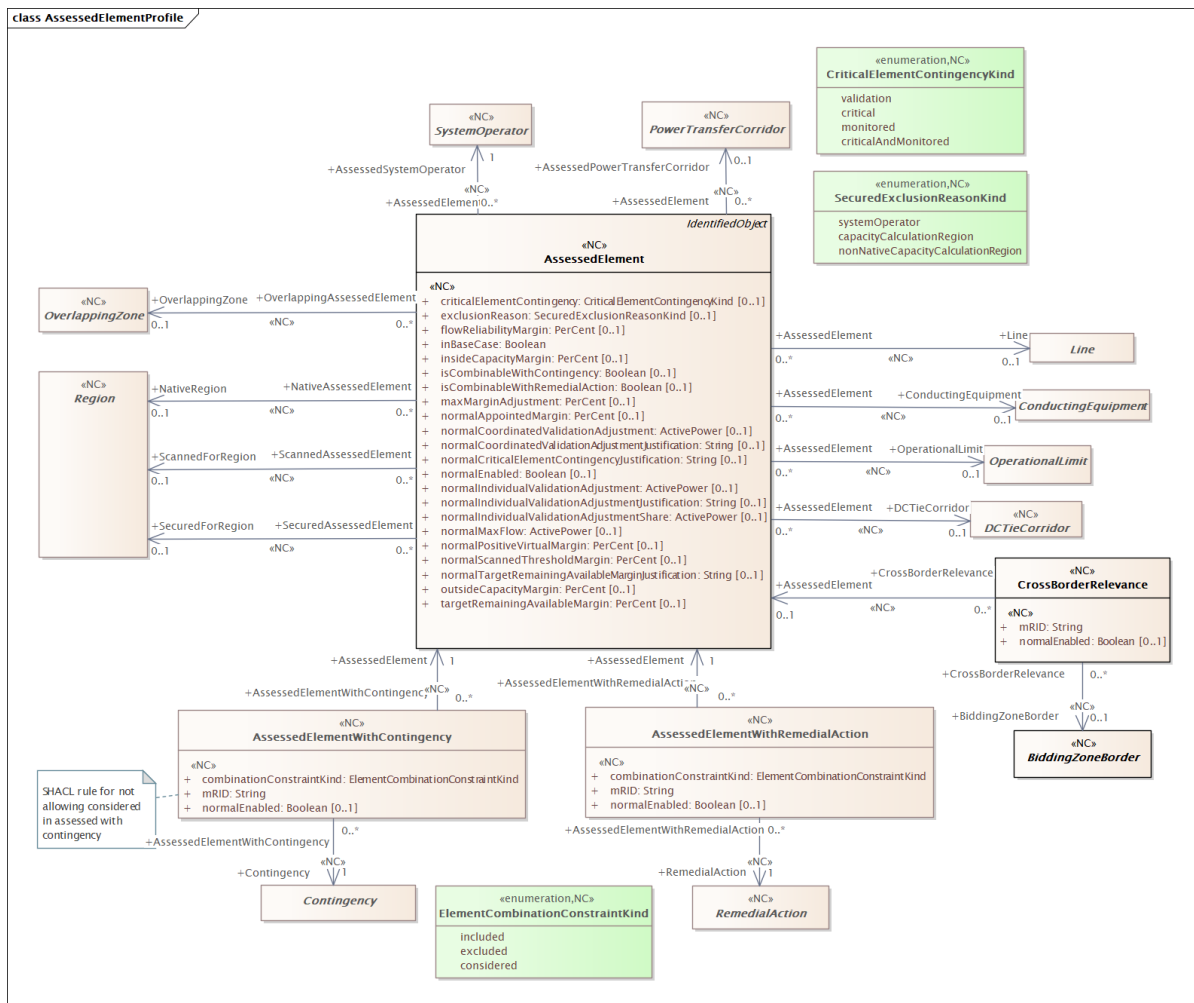 class AssessedElementProfile
«enumeration,NC»
CriticalElementContingencyKind
validation
critical
monitored
criticalAndMonitored
«NC»
SystemOperator
«NC»
PowerTransferCorridor
+AssessedSystemOperator
1
+AssessedPowerTransferCorridor
0..1
«NC»
+AssessedElement
0..*
«NC»
+AssessedElement
0..*
«enumeration,NC»
SecuredExclusionReasonKind
systemOperator
capacityCalculationRegion
nonNativeCapacityCalculationRegion
IdentifiedObject
«NC»
AssessedElement
«NC»
+ criticalElementContingency: CriticalElementContingencyKind [0..1]
+ exclusionReason: SecuredExclusionReasonKind [0..1]
+ flowReliabilityMargin: PerCent [0..1]
+ inBaseCase: Boolean
+ insideCapacityMargin: PerCent [0..1]
+ isCombinableWithContingency: Boolean [0..1]
+ isCombinableWithRemedialAction: Boolean [0..1]
+ maxMarginAdjustment: PerCent [0..1]
+ normalAppointedMargin: PerCent [0..1]
+ normalCoordinatedValidationAdjustment: ActivePower [0..1]
+ normalCoordinatedValidationAdjustmentJustification: String [0..1]
+ normalCriticalElementContingencyJustification: String [0..1]
+ normalEnabled: Boolean [0..1]
+ normalIndividualValidationAdjustment: ActivePower [0..1]
+ normalIndividualValidationAdjustmentJustification: String [0..1]
+ normalIndividualValidationAdjustmentShare: ActivePower [0..1]
+ normalMaxFlow: ActivePower [0..1]
+ normalPositiveVirtualMargin: PerCent [0..1]
+ normalScannedThresholdMargin: PerCent [0..1]
+ normalTargetRemainingAvailableMarginJustification: String [0..1]
+ outsideCapacityMargin: PerCent [0..1]
+ targetRemainingAvailableMargin: PerCent [0..1]
«NC»
OverlappingZone
+OverlappingZone
+OverlappingAssessedElement
0..1
«NC»
0..*
«NC»
Region
+NativeRegion
+NativeAssessedElement
0..1
«NC»
0..*
+ScannedForRegion
+ScannedAssessedElement
0..1
«NC»
0..*
+SecuredForRegion
+SecuredAssessedElement
0..1
«NC»
0..*
+AssessedElement
+Line
0..*
«NC»
0..1
Line
+AssessedElement
+ConductingEquipment
0..*
«NC»
0..1
ConductingEquipment
+AssessedElement
+OperationalLimit
0..*
«NC»
0..1
OperationalLimit
+AssessedElement
+DCTieCorridor
0..*
«NC»
0..1
«NC»
DCTieCorridor
+CrossBorderRelevance
+AssessedElement
0..1
«NC»
0..*
«NC»
CrossBorderRelevance
«NC»
+ mRID: String
+ normalEnabled: Boolean [0..1]
+CrossBorderRelevance
0..*
«NC»
+BiddingZoneBorder
0..1
«NC»
BiddingZoneBorder
+AssessedElement
1
+AssessedElementWithContingency
«NC»
0..*
+AssessedElement
1
+AssessedElementWithRemedialAction
«NC»
0..*
«NC»
AssessedElementWithContingency
«NC»
+ combinationConstraintKind: ElementCombinationConstraintKind
+ mRID: String
+ normalEnabled: Boolean [0..1]
«NC»
AssessedElementWithRemedialAction
«NC»
+ combinationConstraintKind: ElementCombinationConstraintKind
+ mRID: String
+ normalEnabled: Boolean [0..1]
SHACL rule for not
allowing considered
in assessed with
contingency
+AssessedElementWithContingency
0..*
«NC»
+Contingency
1
Contingency
+AssessedElementWithRemedialAction
0..*
«NC»
+RemedialAction
1
«NC»
RemedialAction
«enumeration,NC»
ElementCombinationConstraintKind
included
excluded
considered